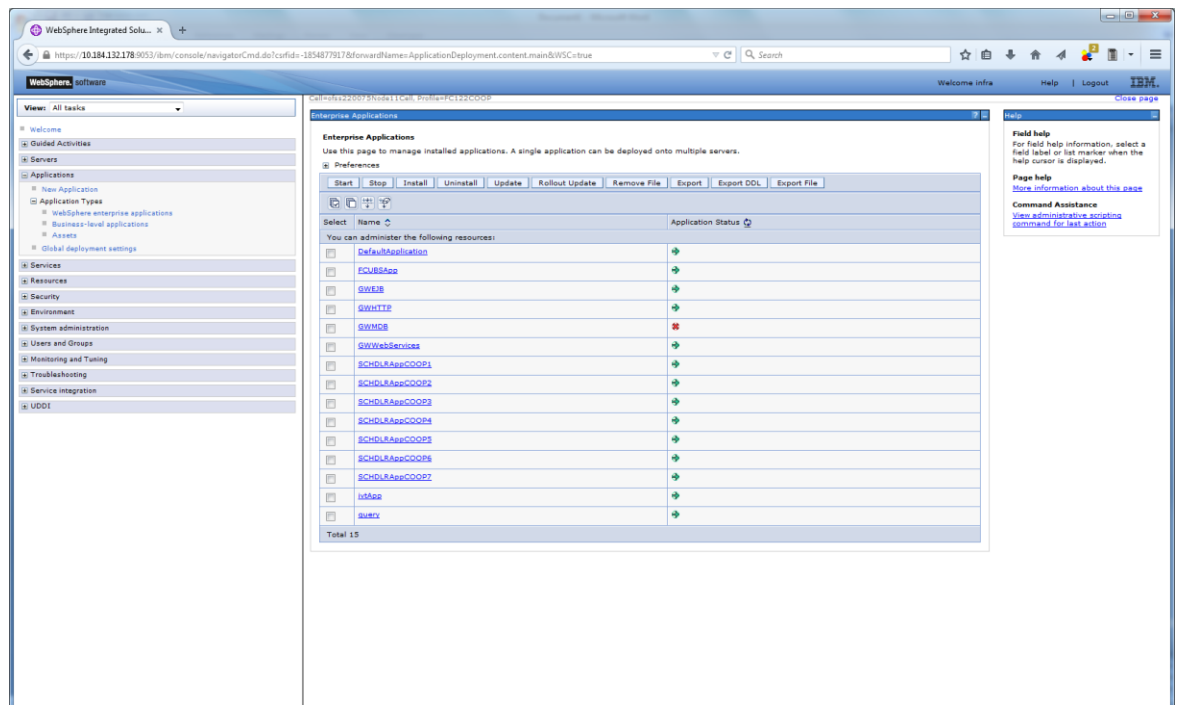 WebSphere Integrated Solu...
https://10.184.132.178:9053/ibm/console/navigatorCmd.do?csrfid=-1854877917&forwardName=ApplicationDeployment.content.main&WSC=true
Search
2
WebSphere. software
Welcome infra
Help | Logout
IBM.
View: All tasks
Welcome
Guided Activities
Servers
Applications
New Application
Application Types
WebSphere enterprise applications
Business-level applications
Assets
Global deployment settings
Services
Resources
Security
Environment
System administration
Users and Groups
Monitoring and Tuning
Troubleshooting
Service integration
UDDI
Cell=ofss220075Node11Cell, Profile=FC122COOP
Close page
Enterprise Applications
Enterprise Applications
Use this page to manage installed applications. A single application can be deployed onto multiple servers.
Preferences
Start Stop Install Uninstall Update Rollout Update Remove File Export Export DDL Export File
Select Name Application Status
You can administer the following resources:
DefaultApplication
FCUBSApp
GWEJB
GWHTTP
GWMDB
GWWebServices
SCHDLRAppCOOP1
SCHDLRAppCOOP2
SCHDLRAppCOOP3
SCHDLRAppCOOP4
SCHDLRAppCOOP5
SCHDLRAppCOOP6
SCHDLRAppCOOP7
ivtApp
query
Total 15
Help
Field help
For field help information, select a
field label or list marker when the
help cursor is displayed.
Page help
More information about this page
Command Assistance
View administrative scripting
command for last action